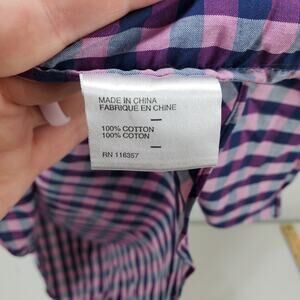 MADE IN CHINA
FABRIQUE EN CHINE
—
100% COTTON
100% COTON
—
RN 116357